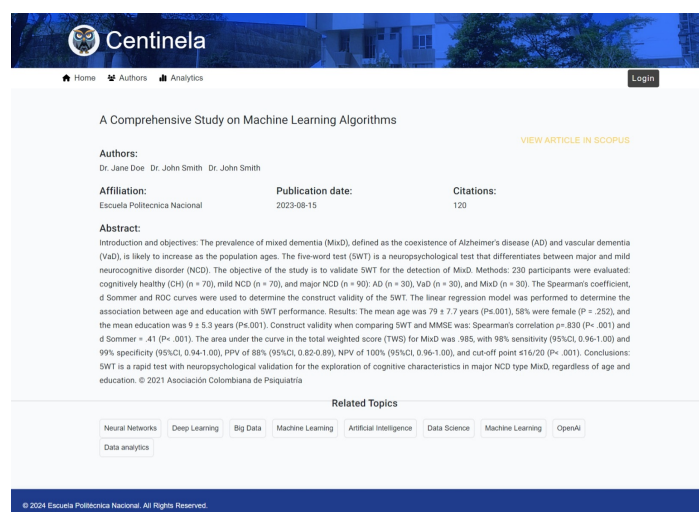 Centinela
Home Authors Analytics Login
A Comprehensive Study on Machine Learning Algorithms
VIEW ARTICLE IN SCOPUS
Authors:
Dr. Jane Doe Dr. John Smith Dr. John Smith
Affiliation: Publication date: Citations:
Escuela Politecnica Nacional 2023-08-15 120
Abstract:
Introduction and objectives: The prevalence of mixed dementia (MixD), defined as the coexistence of Alzheimer's disease (AD) and vascular dementia
(VaD), is likely to increase as the population ages. The five-word test (5WT) is a neuropsychological test that differentiates between major and mild
neurocognitive disorder (NCD). The objective of the study is to validate 5WT for the detection of MixD. Methods: 230 participants were evaluated:
cognitively healthy (CH) (n = 70), mild NCD (n = 70), and major NCD (n = 90): AD (n = 30), VaD (n = 30), and MixD (n = 30). The Spearman's coefficient,
d Sommer and ROC curves were used to determine the construct validity of the 5WT. The linear regression model was performed to determine the
association between age and education with 5WT performance. Results: The mean age was 79 ± 7.7 years (P≤.001), 58% were female (P = .252), and
the mean education was 9 ± 5.3 years (P≤.001). Construct validity when comparing 5WT and MMSE was: Spearman's correlation ρ=.830 (P< .001) and
d Sommer = .41 (P< .001). The area under the curve in the total weighted score (TWS) for MixD was .985, with 98% sensitivity (95%CI, 0.96-1.00) and
99% specificity (95%CI, 0.94-1.00), PPV of 88% (95%CI, 0.82-0.89), NPV of 100% (95%CI, 0.96-1.00), and cut-off point ≤16/20 (P< .001). Conclusions:
5WT is a rapid test with neuropsychological validation for the exploration of cognitive characteristics in major NCD type MixD, regardless of age and
education. © 2021 Asociación Colombiana de Psiquiatría
Related Topics
Neural Networks Deep Learning Big Data Machine Learning Artificial Intelligence Data Science Machine Learning OpenAI
Data analytics
© 2024 Escuela Politécnica Nacional. All Rights Reserved.